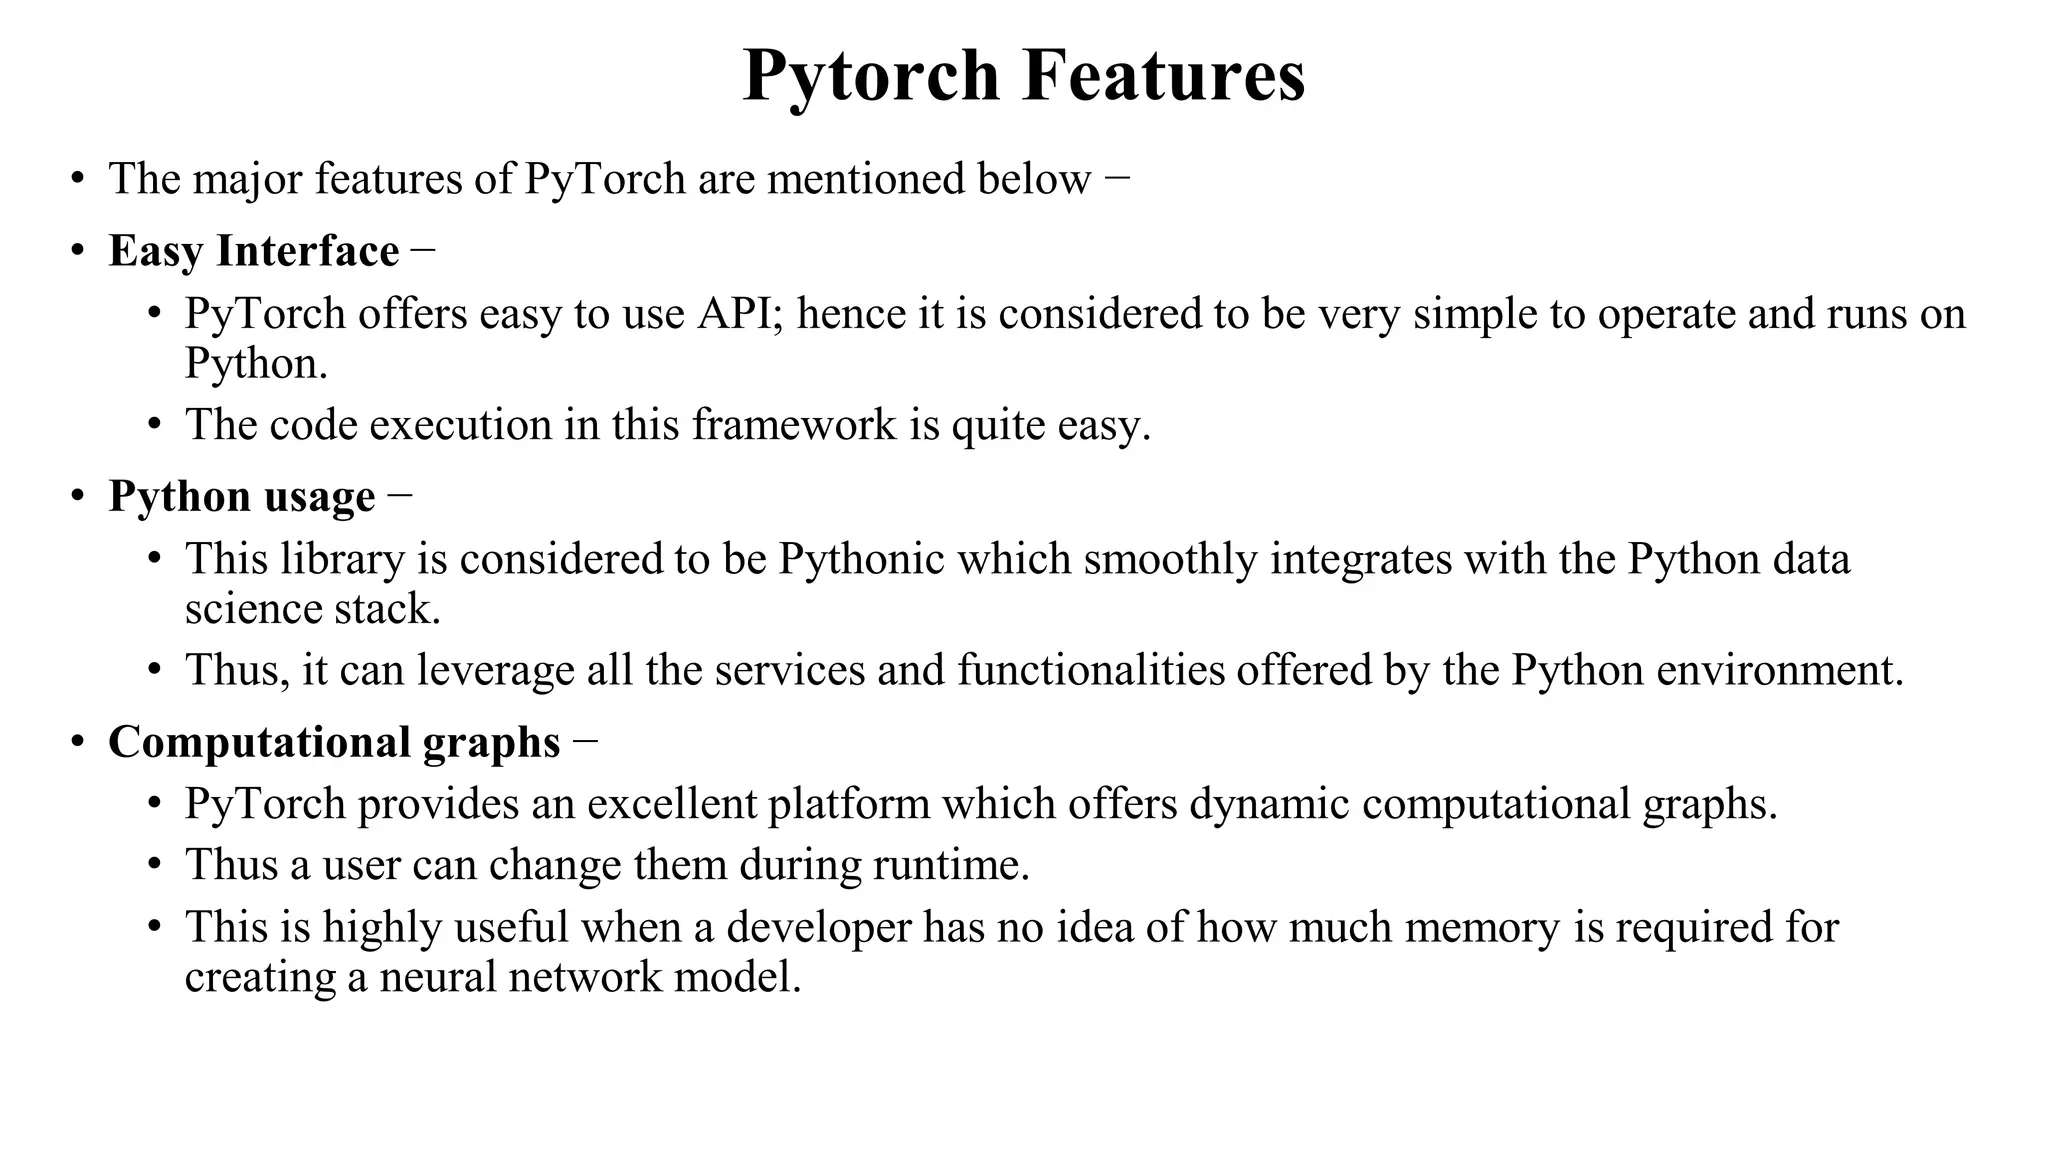 Pytorch Features
• The major features of PyTorch are mentioned below −
• Easy Interface −
• PyTorch offers easy to use API; hence it is considered to be very simple to operate and runs on
Python.
• The code execution in this framework is quite easy.
• Python usage −
• This library is considered to be Pythonic which smoothly integrates with the Python data
science stack.
• Thus, it can leverage all the services and functionalities offered by the Python environment.
• Computational graphs −
• PyTorch provides an excellent platform which offers dynamic computational graphs.
• Thus a user can change them during runtime.
• This is highly useful when a developer has no idea of how much memory is required for
creating a neural network model.